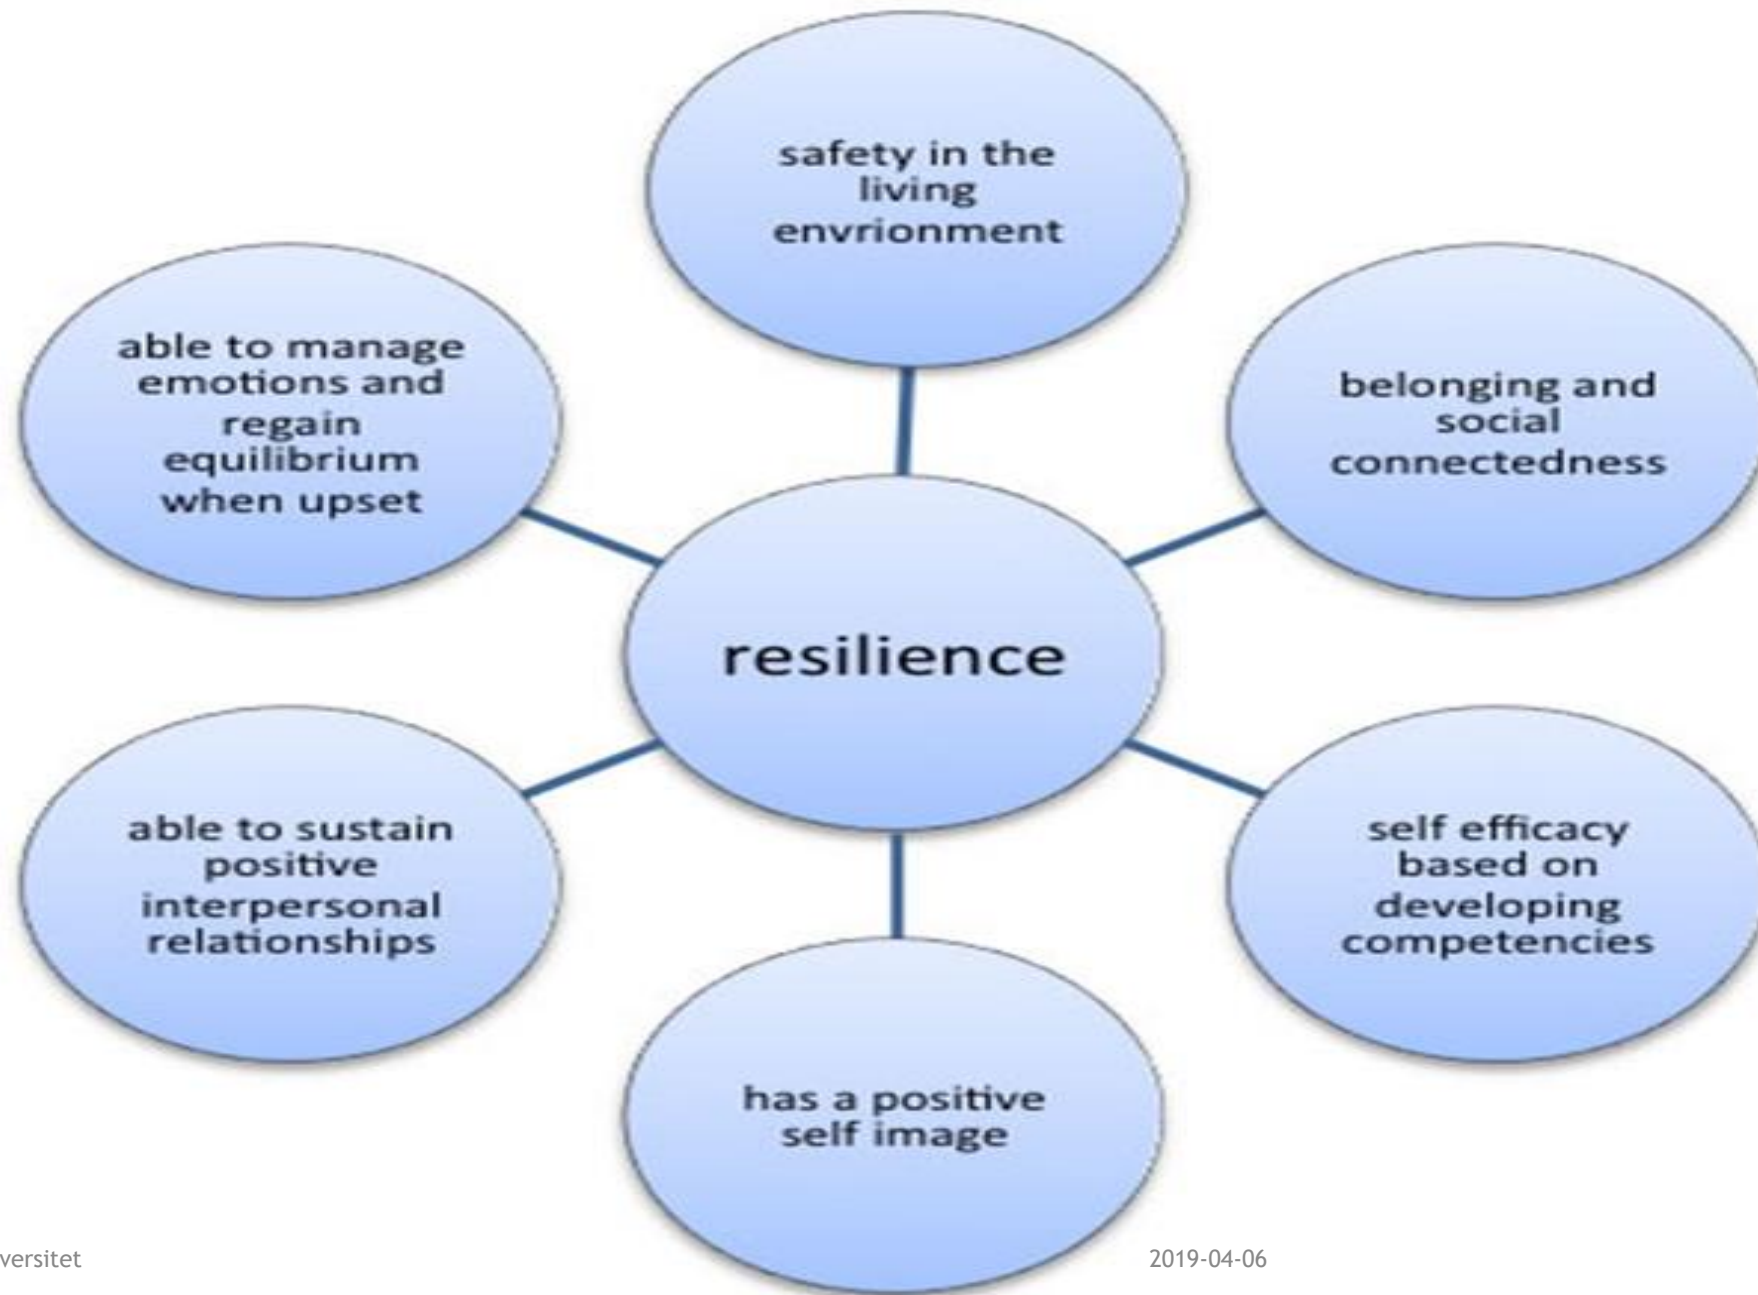 safety in the
living
envrionment
able to manage
emotions and
regain
equilibrium
when upset
belonging and
social
connectedness
resilience
able to sustain
positive
interpersonal
relationships
self efficacy
based on
developing
competencies
has a positive
self image
versitet
2019-04-06